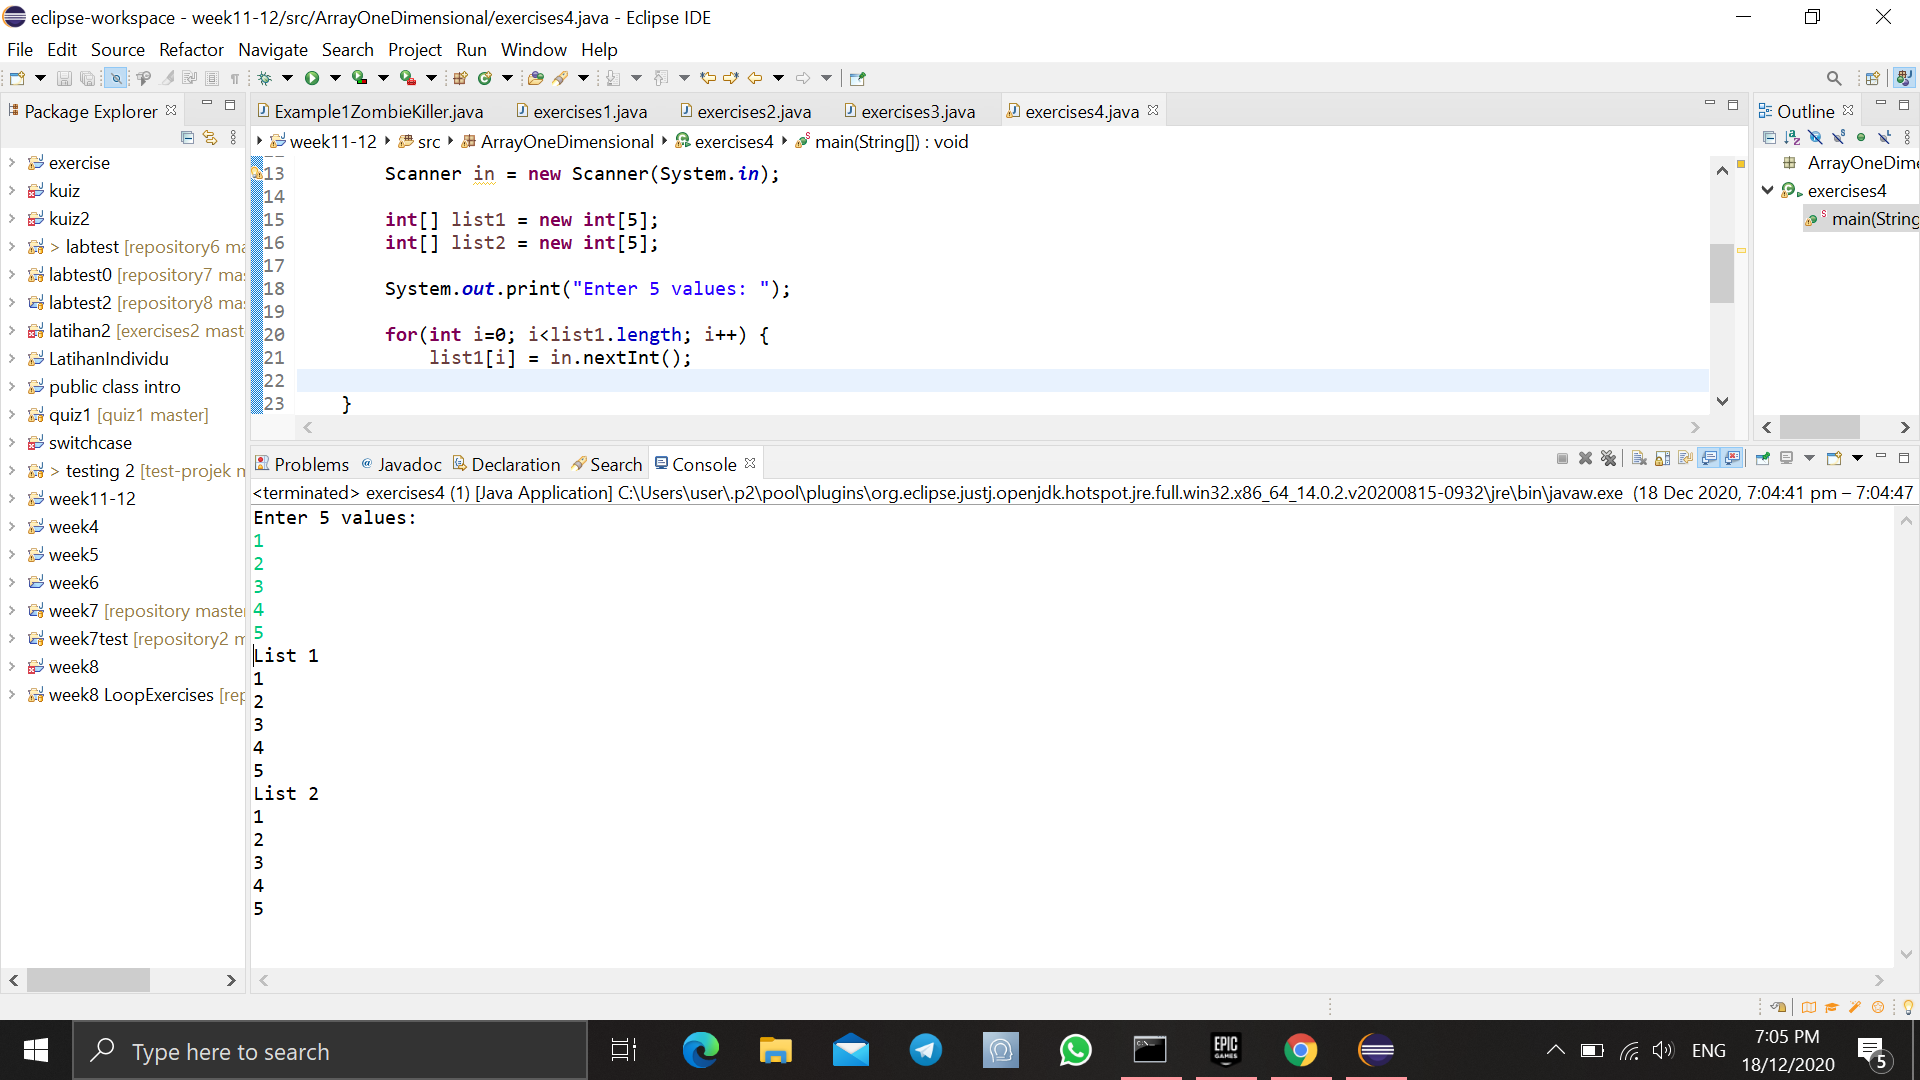 eclipse-workspace - week11-12/src/ArrayOneDimensional/exercises4.java - Eclipse IDE
File Edit Source Refactor Navigate Search Project Run Window Help
Package Explorer
exercise
kuiz
kuiz2
> labtest [repository6 ma
labtest0 [repository7 ma
labtest2 [repository8 ma
latihan2 [exercises2 mast
LatihanIndividu
public class intro
quiz1 [quiz1 master]
switchcase
> testing 2 [test-projek m
week11-12
week4
week5
week6
week7 [repository master
week7test [repository2 m
week8
week8 LoopExercises [rep
Example1ZombieKiller.java exercises1.java exercises2.java exercises3.java exercises4.java
week11-12 src ArrayOneDimensional exercises4 main(String[]) : void
13 Scanner in = new Scanner(System.in);
14
15 int[] list1 = new int[5];
16 int[] list2 = new int[5];
17
18 System.out.print("Enter 5 values: ");
19
20 for(int i=0; i<list1.length; i++) {
21 list1[i] = in.nextInt();
22
23 }
Outline
ArrayOneDime
exercises4
main(String
Problems @ Javadoc Declaration Search Console
<terminated> exercises4 (1) [Java Application] C:\Users\user\.p2\pool\plugins\org.eclipse.justj.openjdk.hotspot.jre.full.win32.x86_64_14.0.2.v20200815-0932\jre\bin\javaw.exe (18 Dec 2020, 7:04:41 pm – 7:04:47
Enter 5 values:
1
2
3
4
5
List 1
1
2
3
4
5
List 2
1
2
3
4
5
Type here to search
EPIC GAMES
ENG
7:05 PM
18/12/2020
5